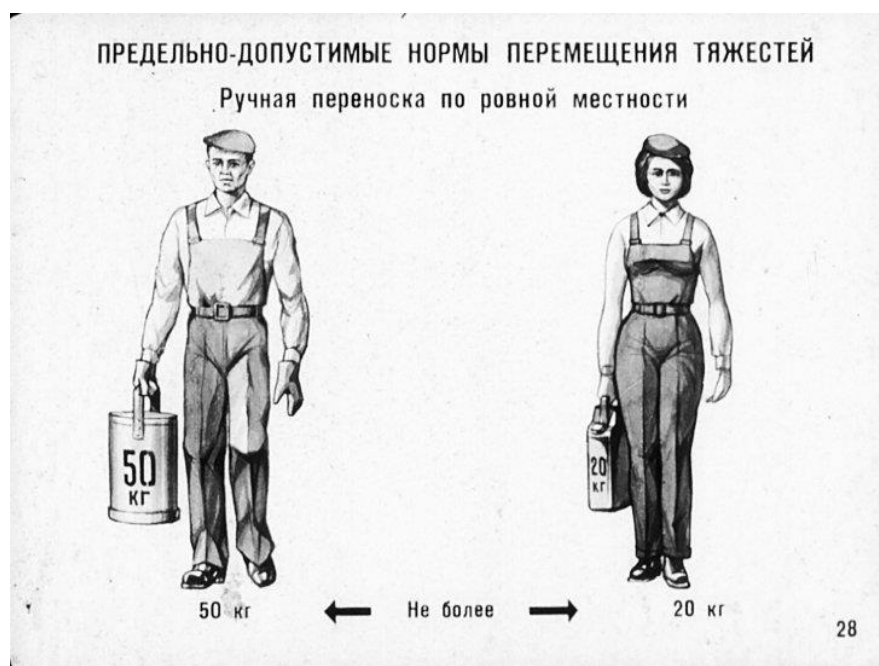 ПРЕДЕЛЬНО-ДОПУСТИМЫЕ НОРМЫ ПЕРЕМЕЩЕНИЯ ТЯЖЕСТЕЙ
Ручная переноска по ровной местности
50
КГ
20
КГ
50 кг ← Не более → 20 кг
28